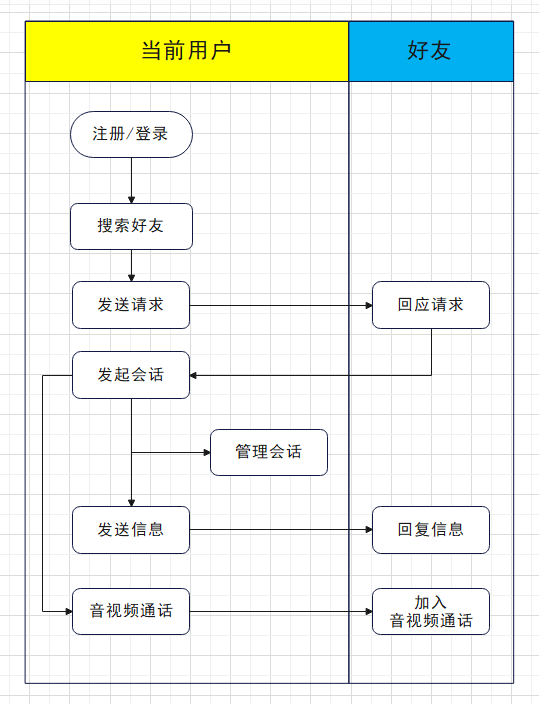 当前用户
好友
注册/登录
搜索好友
发送请求
回应请求
发起会话
管理会话
发送信息
回复信息
音视频通话
加入
音视频通话